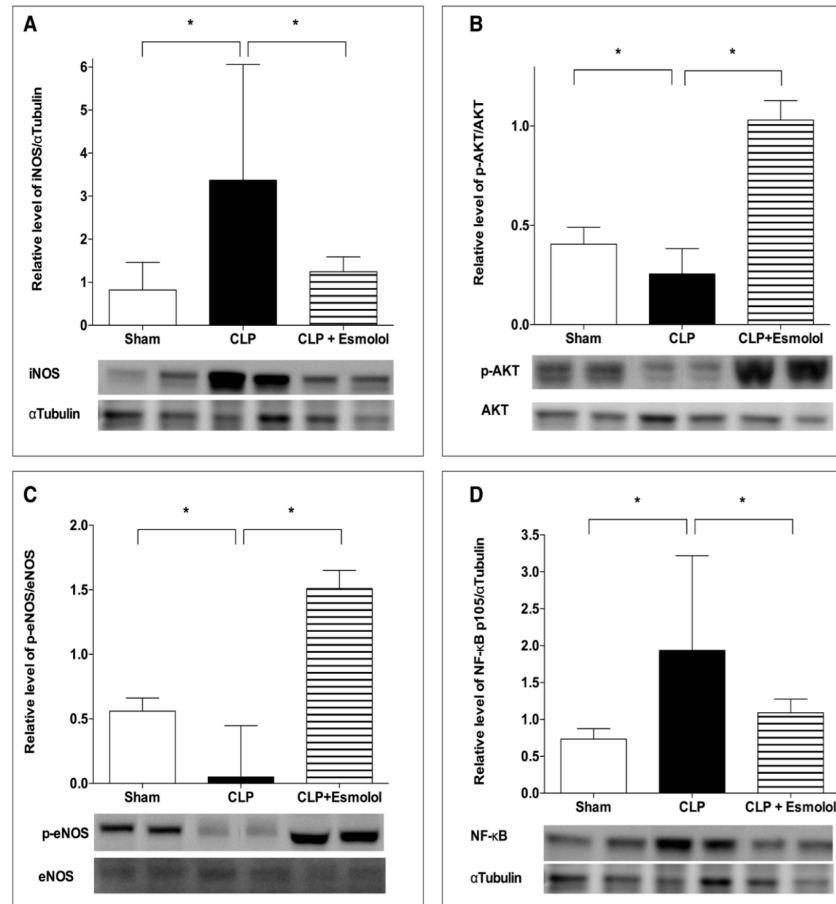 A
* *
Relative level of iNOS/αTubulin
6
5
4
3
2
1
0
Sham CLP CLP + Esmolol
iNOS
αTubulin
B
* *
Relative level of p-AKT/AKT
1.0
0.5
0.0
Sham CLP CLP+Esmolol
p-AKT
AKT
C
* *
Relative level of p-eNOS/eNOS
2.0
1.5
1.0
0.5
0.0
Sham CLP CLP+Esmolol
p-eNOS
eNOS
D
* *
Relative level of NF-κB p105/αTubulin
3.5
3.0
2.5
2.0
1.5
1.0
0.5
0.0
Sham CLP CLP + Esmolol
NF-κB
αTubulin